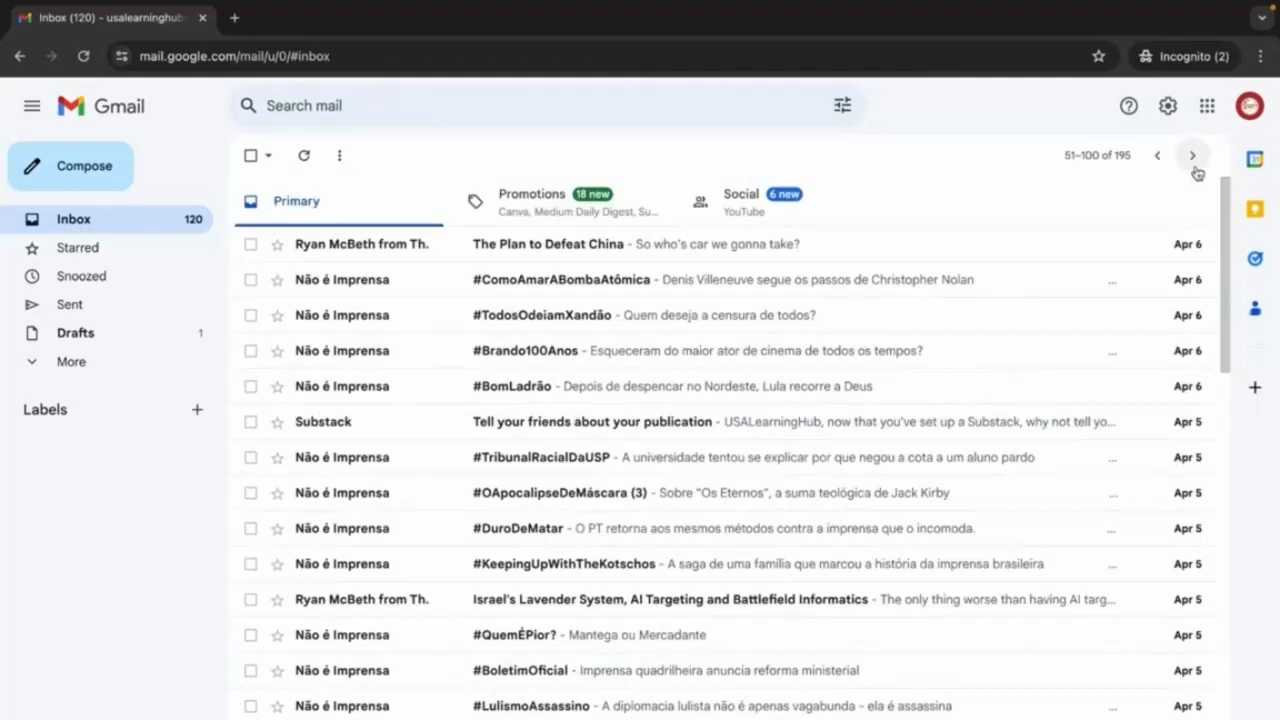 Inbox (120) - usalearninghub
mail.google.com/mail/u/0/#inbox
Incognito (2)
Gmail
Search mail
Compose
51–100 of 195
Primary
Promotions 18 new
Canva, Medium Daily Digest, Su...
Social 6 new
YouTube
Inbox 120
Starred
Snoozed
Sent
Drafts 1
More
Labels
Ryan McBeth from Th. The Plan to Defeat China - So who's car we gonna take? Apr 6
Não é Imprensa #ComoAmarABombaAtômica - Denis Villeneuve segue os passos de Christopher Nolan ... Apr 6
Não é Imprensa #TodosOdeiamXandão - Quem deseja a censura de todos? Apr 6
Não é Imprensa #Brando100Anos - Esqueceram do maior ator de cinema de todos os tempos? ... Apr 6
Não é Imprensa #BomLadrão - Depois de despencar no Nordeste, Lula recorre a Deus Apr 6
Substack Tell your friends about your publication - USALearningHub, now that you've set up a Substack, why not tell yo... Apr 5
Não é Imprensa #TribunalRacialDaUSP - A universidade tentou se explicar por que negou a cota a um aluno pardo ... Apr 5
Não é Imprensa #OApocalipseDeMáscara (3) - Sobre "Os Eternos", a suma teológica de Jack Kirby ... Apr 5
Não é Imprensa #DuroDeMatar - O PT retorna aos mesmos métodos contra a imprensa que o incomoda. ... Apr 5
Não é Imprensa #KeepingUpWithTheKotschos - A saga de uma família que marcou a história da imprensa brasileira ... Apr 5
Ryan McBeth from Th. Israel's Lavender System, AI Targeting and Battlefield Informatics - The only thing worse than having AI targ... Apr 5
Não é Imprensa #QuemÉPior? - Mantega ou Mercadante Apr 5
Não é Imprensa #BoletimOficial - Imprensa quadrilheira anuncia reforma ministerial Apr 5
Não é Imprensa #LulismoAssassino - A diplomacia lulista não é apenas vagabunda - ela é assassina ... Apr 5